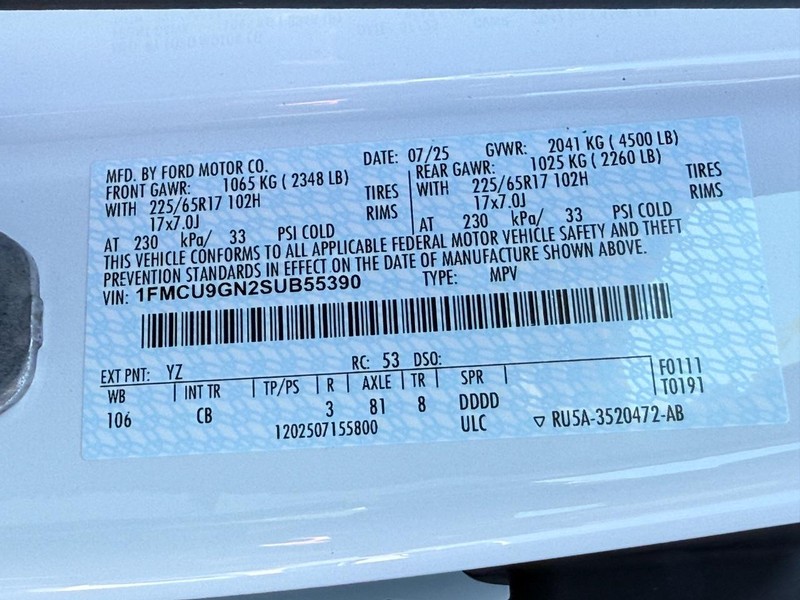 MFD. BY FORD MOTOR CO. DATE: 07/25 GVWR: 2041 KG ( 4500 LB)
FRONT GAWR: 1065 KG ( 2348 LB) REAR GAWR: 1025 KG ( 2260 LB)
WITH 225/65R17 102H TIRES WITH 225/65R17 102H TIRES
17x7.0J RIMS 17x7.0J RIMS
AT 230 kPa/ 33 PSI COLD AT 230 kPa/ 33 PSI COLD
THIS VEHICLE CONFORMS TO ALL APPLICABLE FEDERAL MOTOR VEHICLE SAFETY AND THEFT
PREVENTION STANDARDS IN EFFECT ON THE DATE OF MANUFACTURE SHOWN ABOVE.
VIN: 1FMCU9GN2SUB55390 TYPE: MPV
EXT PNT: YZ RC: 53 DSO: F0111
WB INT TR TP/PS R AXLE TR SPR T0191
106 CB 3 81 8 DDDD
1202507155800 ULC ▽ RU5A-3520472-AB